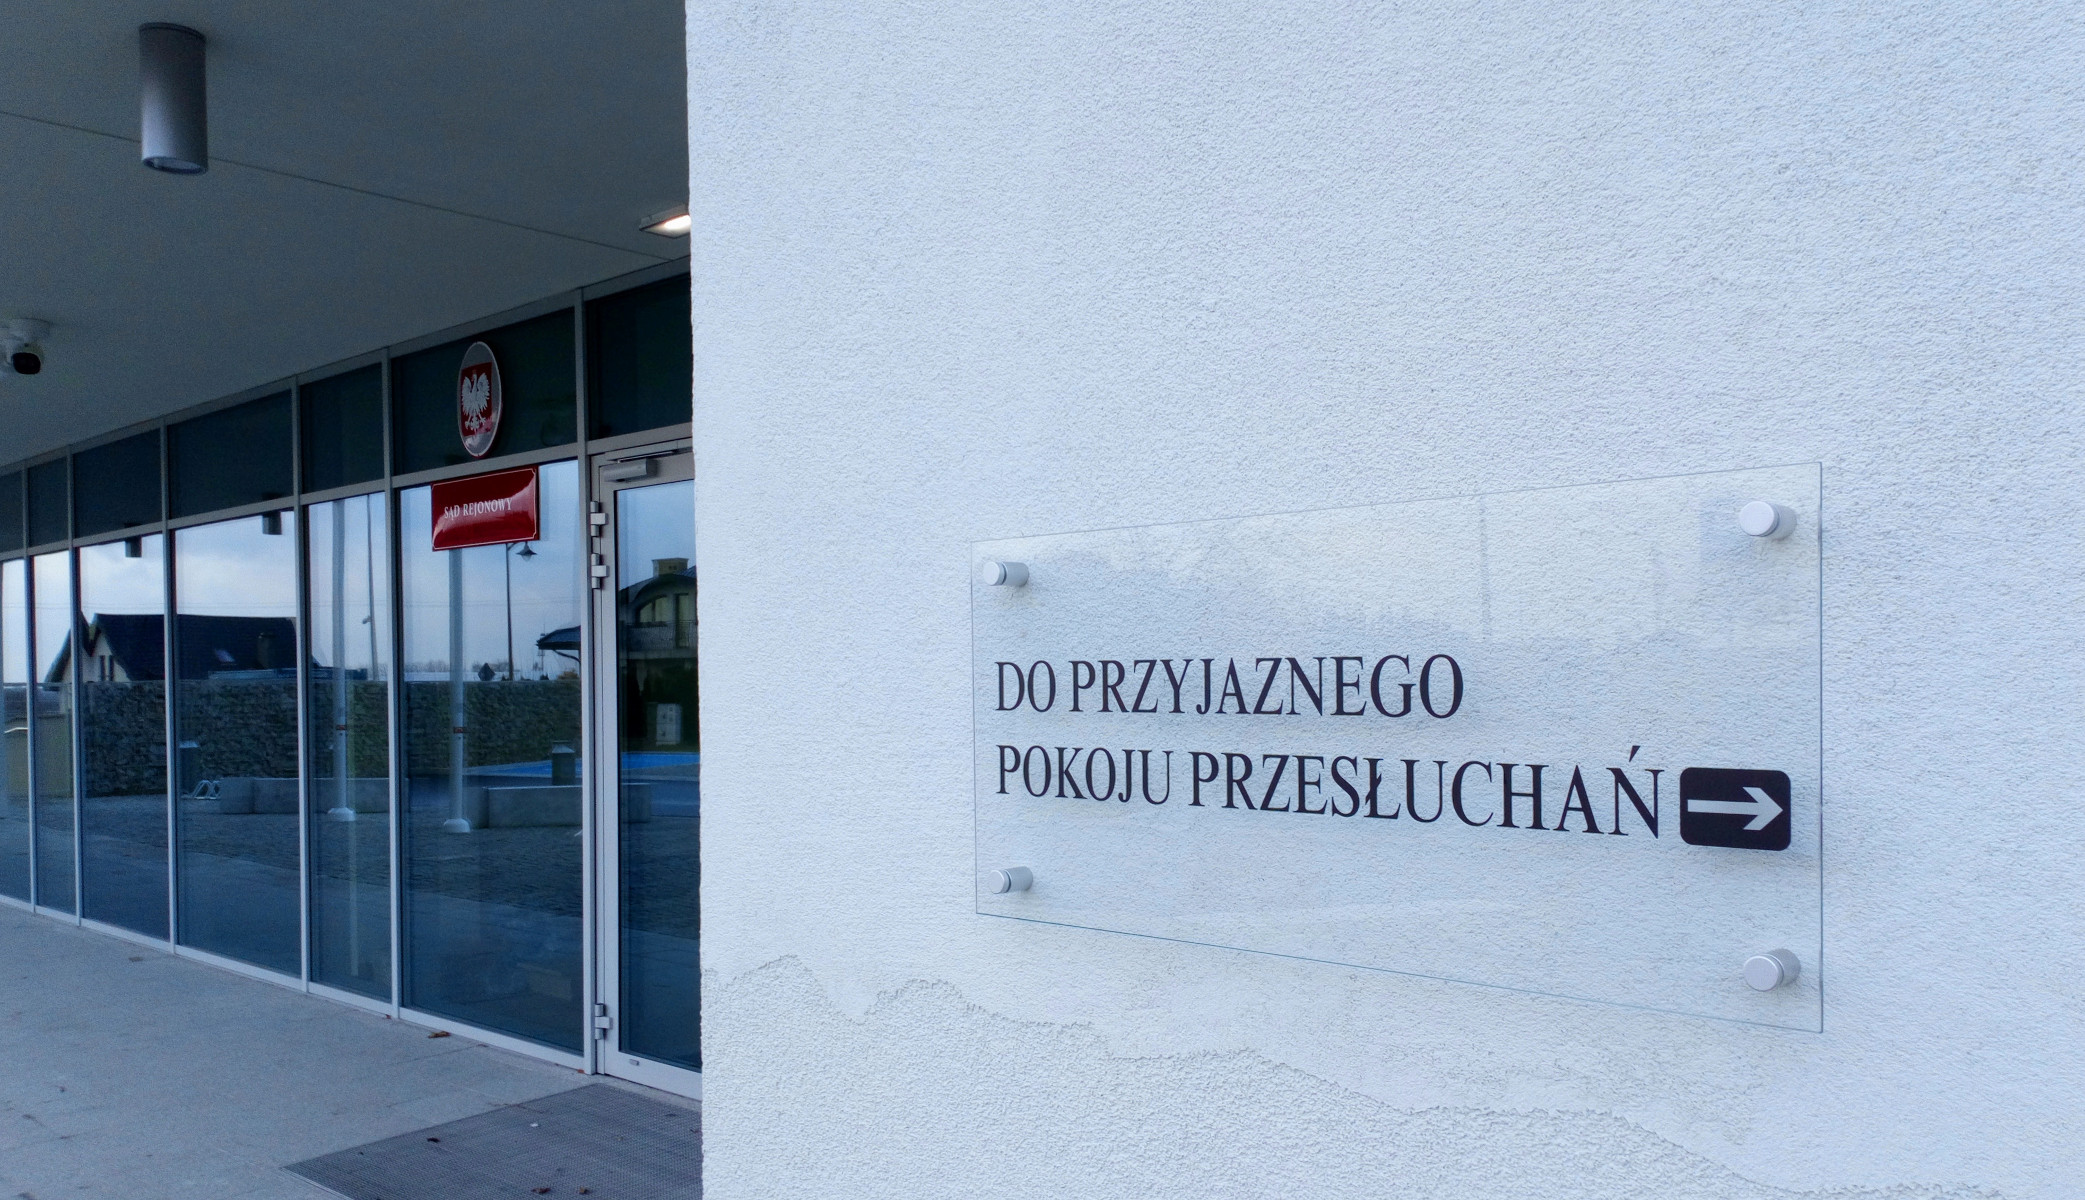 SĄD REJONOWY
DO PRZYJAZNEGO
POKOJU PRZESŁUCHAŃ